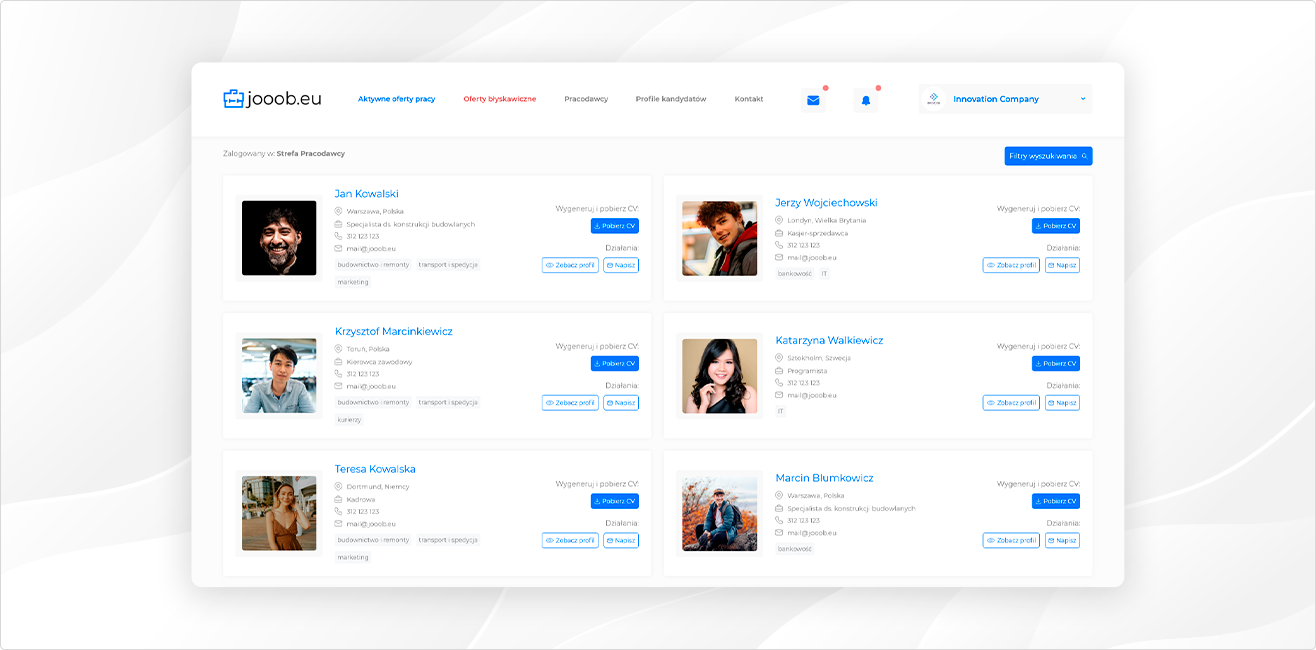 jooob.eu
Aktywne oferty pracy
Oferty błyskawiczne
Pracodawcy
Profile kandydatów
Kontakt
Innovation Company
Zalogowany w: Strefa Pracodawcy
Filtry wyszukiwania
Jan Kowalski
Warszawa, Polska
Specjalista ds. konstrukcji budowlanych
312 123 123
mail@jooob.eu
budownictwo i remonty transport i spedycja
marketing
Wygeneruj i pobierz CV:
Pobierz CV
Działania:
Zobacz profil Napisz
Jerzy Wojciechowski
Londyn, Wielka Brytania
Kasjer-sprzedawca
312 123 123
mail@jooob.eu
bankowość IT
Wygeneruj i pobierz CV:
Pobierz CV
Działania:
Zobacz profil Napisz
Krzysztof Marcinkiewicz
Toruń, Polska
Kierowca zawodowy
312 123 123
mail@jooob.eu
budownictwo i remonty transport i spedycja
kurierzy
Wygeneruj i pobierz CV:
Pobierz CV
Działania:
Zobacz profil Napisz
Katarzyna Walkiewicz
Sztokholm, Szwecja
Programista
312 123 123
mail@jooob.eu
IT
Wygeneruj i pobierz CV:
Pobierz CV
Działania:
Zobacz profil Napisz
Teresa Kowalska
Dortmund, Niemcy
Kadrowa
312 123 123
mail@jooob.eu
budownictwo i remonty transport i spedycja
marketing
Wygeneruj i pobierz CV:
Pobierz CV
Działania:
Zobacz profil Napisz
Marcin Blumkowicz
Warszawa, Polska
Specjalista ds. konstrukcji budowlanych
312 123 123
mail@jooob.eu
bankowość
Wygeneruj i pobierz CV:
Pobierz CV
Działania:
Zobacz profil Napisz